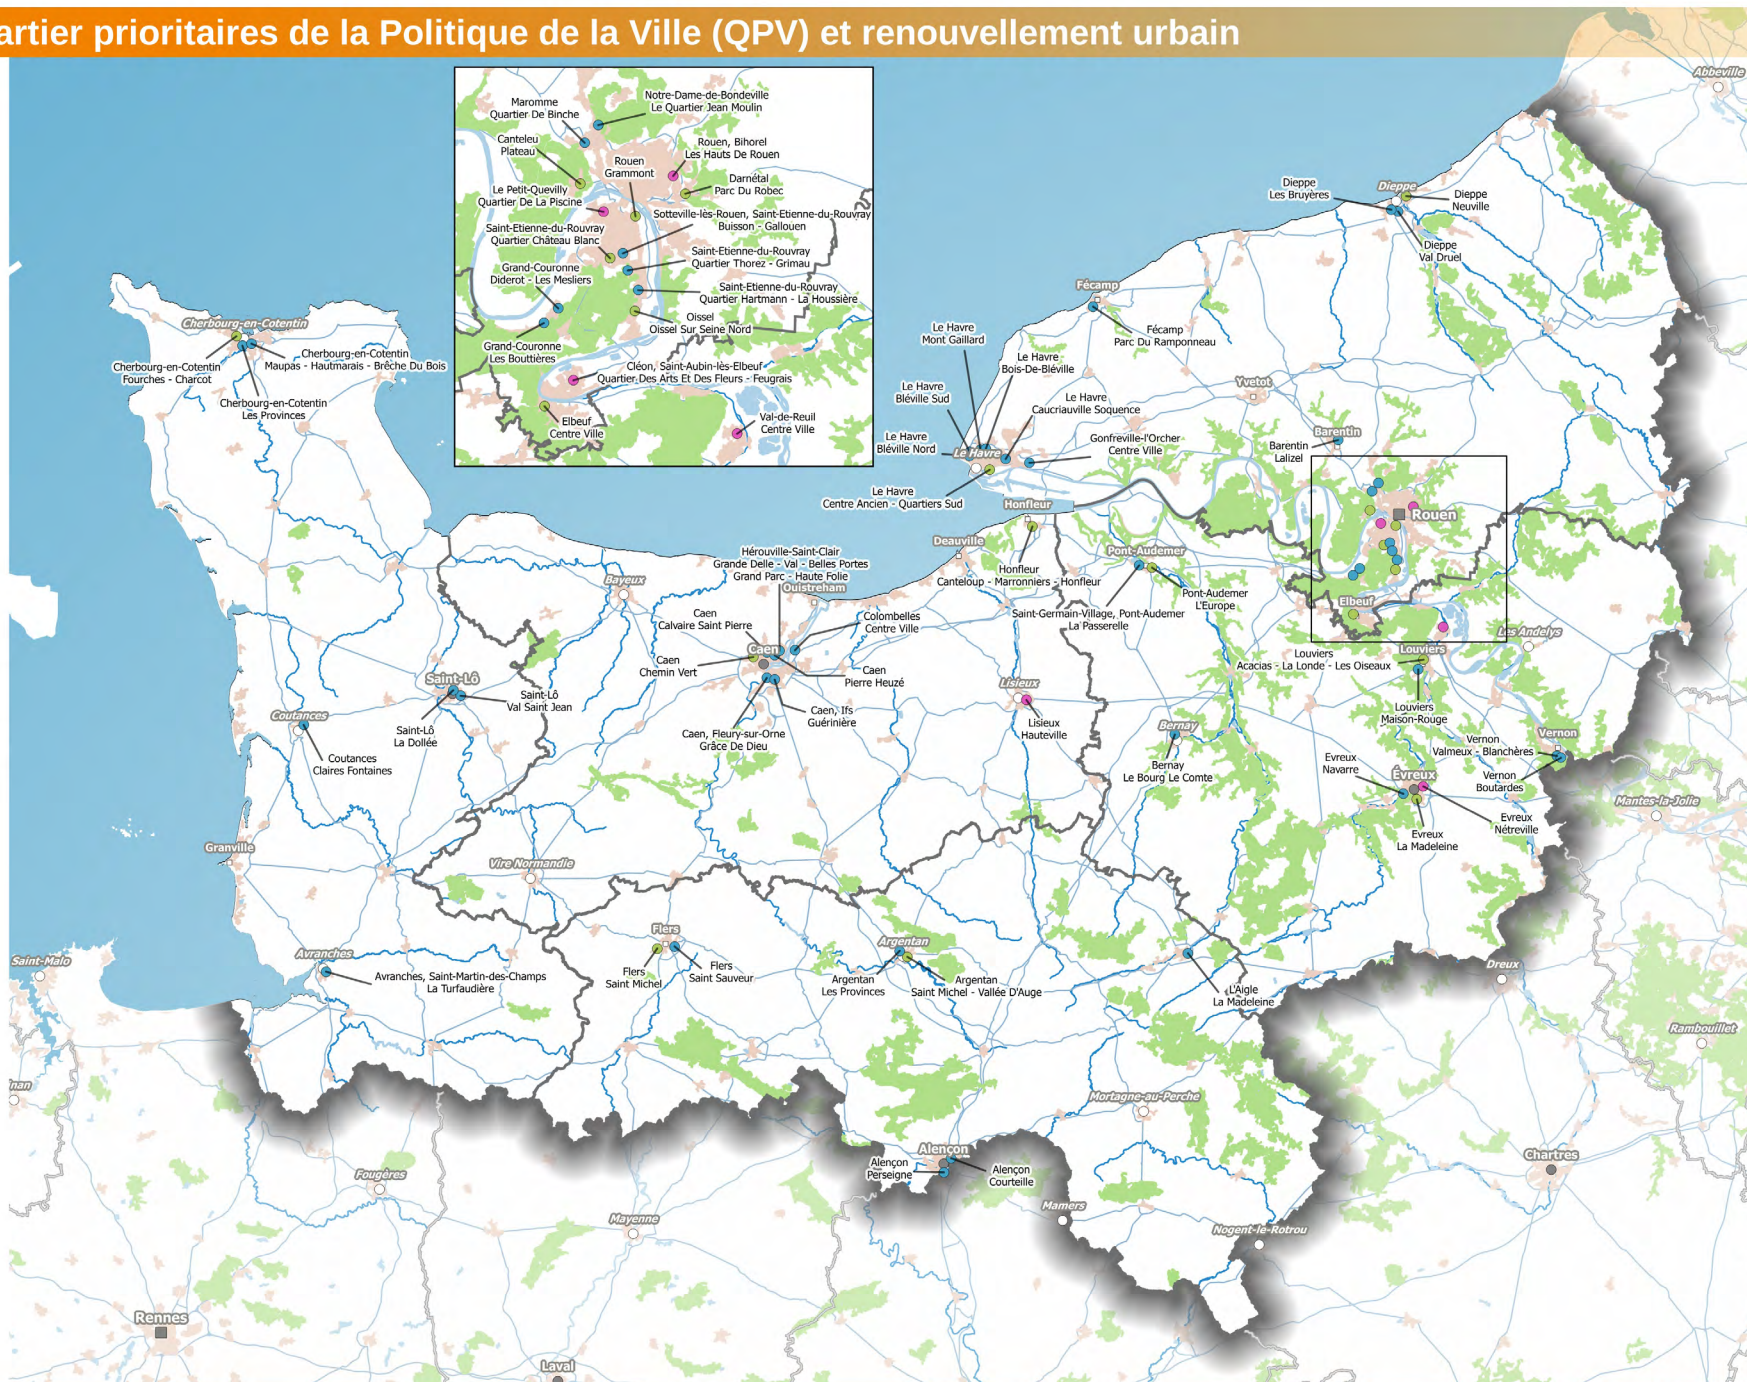 artier prioritaires de la Politique de la Ville (QPV) et renouvellement urbain
Abbeville
Maromme
Quartier De Binche
Notre-Dame-de-Bondeville
Le Quartier Jean Moulin
Canteleu
Plateau
Rouen
Grammont
Rouen, Bihorel
Les Hauts De Rouen
Darnétal
Parc Du Robec
Le Petit-Quevilly
Quartier De La Piscine
Sotteville-lès-Rouen, Saint-Etienne-du-Rouvray
Buisson - Gallouen
Saint-Etienne-du-Rouvray
Quartier Château Blanc
Saint-Etienne-du-Rouvray
Quartier Thorez - Grimau
Grand-Couronne
Diderot - Les Mesliers
Saint-Etienne-du-Rouvray
Quartier Hartmann - La Houssière
Oissel
Oissel Sur Seine Nord
Grand-Couronne
Les Bouttières
Cléon, Saint-Aubin-lès-Elbeuf
Quartier Des Arts Et Des Fleurs - Feugrais
Elbeuf
Centre Ville
Val-de-Reuil
Centre Ville
Dieppe
Les Bruyères
Dieppe
Dieppe
Neuville
Dieppe
Val Druel
Fécamp
Fécamp
Parc Du Ramponneau
Cherbourg-en-Cotentin
Cherbourg-en-Cotentin
Fourches - Charcot
Cherbourg-en-Cotentin
Maupas - Hautmarais - Brêche Du Bois
Cherbourg-en-Cotentin
Les Provinces
Le Havre
Mont Gaillard
Le Havre
Bois-De-Bléville
Le Havre
Bléville Sud
Le Havre
Caucriauville Soquence
Le Havre
Bléville Nord
Le Havre
Gonfreville-l'Orcher
Centre Ville
Le Havre
Centre Ancien - Quartiers Sud
Yvetot
Barentin
Barentin
Lalizel
Rouen
Elbeuf
Honfleur
Honfleur
Canteloup - Marronniers - Honfleur
Deauville
Pont-Audemer
Pont-Audemer
L'Europe
Saint-Germain-Village, Pont-Audemer
La Passerelle
Hérouville-Saint-Clair
Grande Delle - Val - Belles Portes
Grand Parc - Haute Folie
Ouistreham
Bayeux
Caen
Calvaire Saint Pierre
Colombelles
Centre Ville
Caen
Caen
Chemin Vert
Caen
Pierre Heuzé
Caen, Ifs
Guérinière
Caen, Fleury-sur-Orne
Grâce De Dieu
Les Andelys
Louviers
Louviers
Acacias - La Londe - Les Oiseaux
Louviers
Maison-Rouge
Saint-Lô
Saint-Lô
Val Saint Jean
Saint-Lô
La Dollée
Coutances
Coutances
Claires Fontaines
Lisieux
Lisieux
Hauteville
Bernay
Bernay
Le Bourg Le Comte
Vernon
Vernon
Valmeux - Blanchères
Vernon
Boutardes
Evreux
Navarre
Évreux
Evreux
Nétreville
Evreux
La Madeleine
Mantes-la-Jolie
Granville
Vire Normandie
Flers
Flers
Saint Michel
Flers
Saint Sauveur
Argentan
Argentan
Les Provinces
Argentan
Saint Michel - Vallée D'Auge
L'Aigle
La Madeleine
Saint-Malo
Avranches
Avranches, Saint-Martin-des-Champs
La Turfaudière
Dreux
Rambouillet
nan
Mortagne-au-Perche
Alençon
Alençon
Perseigne
Alençon
Courteille
Chartres
Fougères
Mayenne
Mamers
Nogent-le-Rotrou
Rennes
Laval